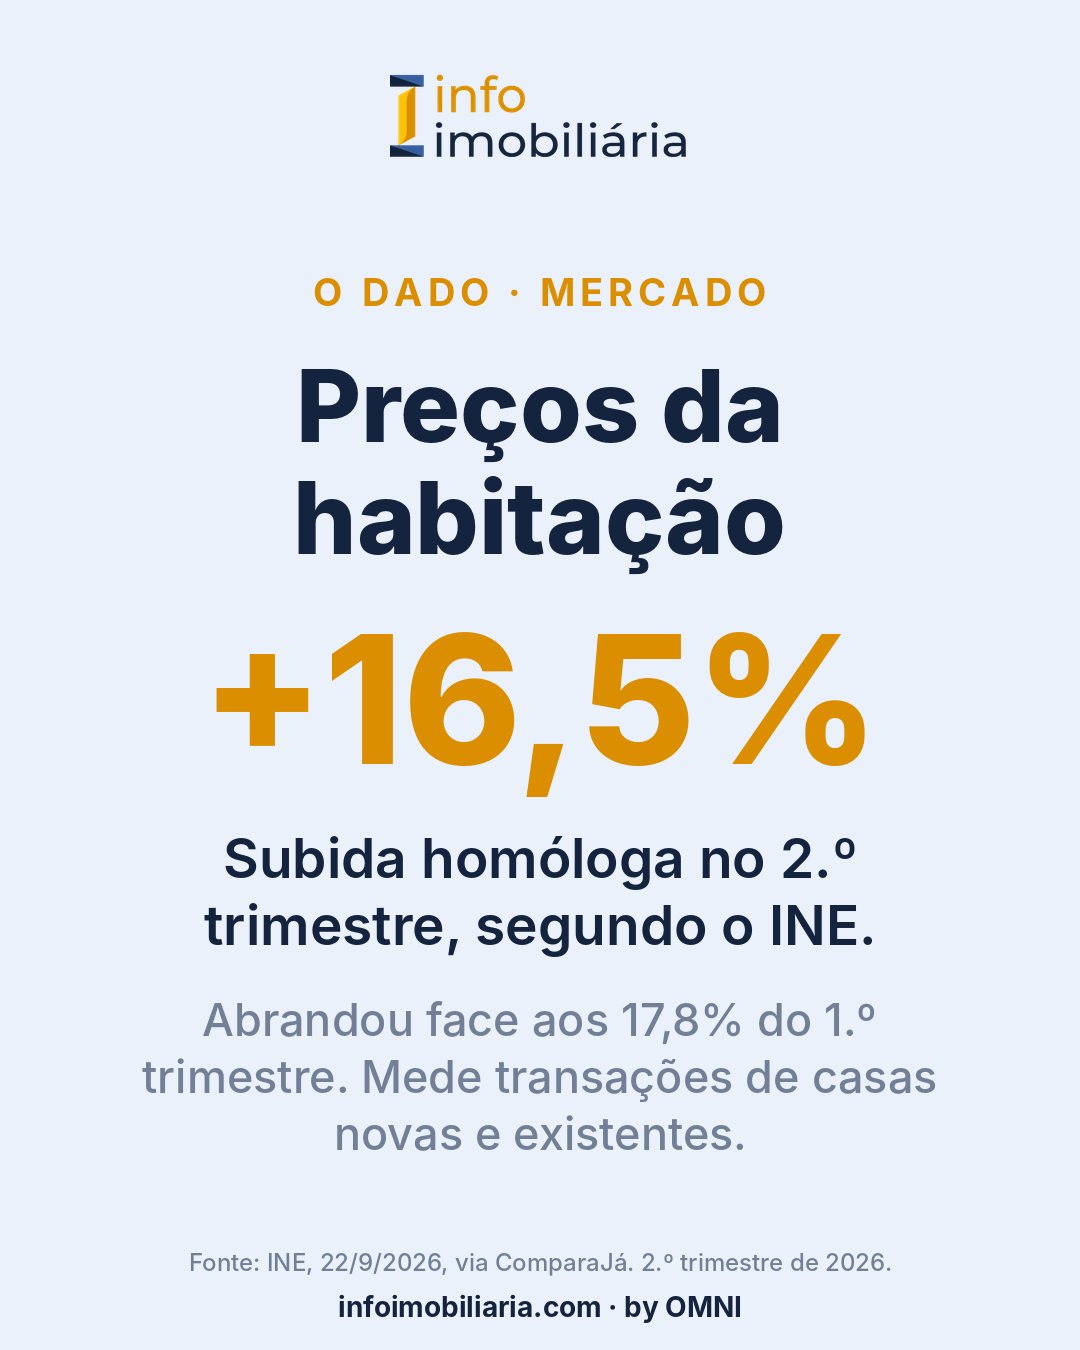 info
imobiliária
O DADO · MERCADO
Preços da
habitação
+16,5%
Subida homóloga no 2.º
trimestre, segundo o INE.
Abrandou face aos 17,8% do 1.º
trimestre. Mede transações de casas
novas e existentes.
Fonte: INE, 22/9/2026, via ComparaJá. 2.º trimestre de 2026.
infoimobiliaria.com · by OMNI